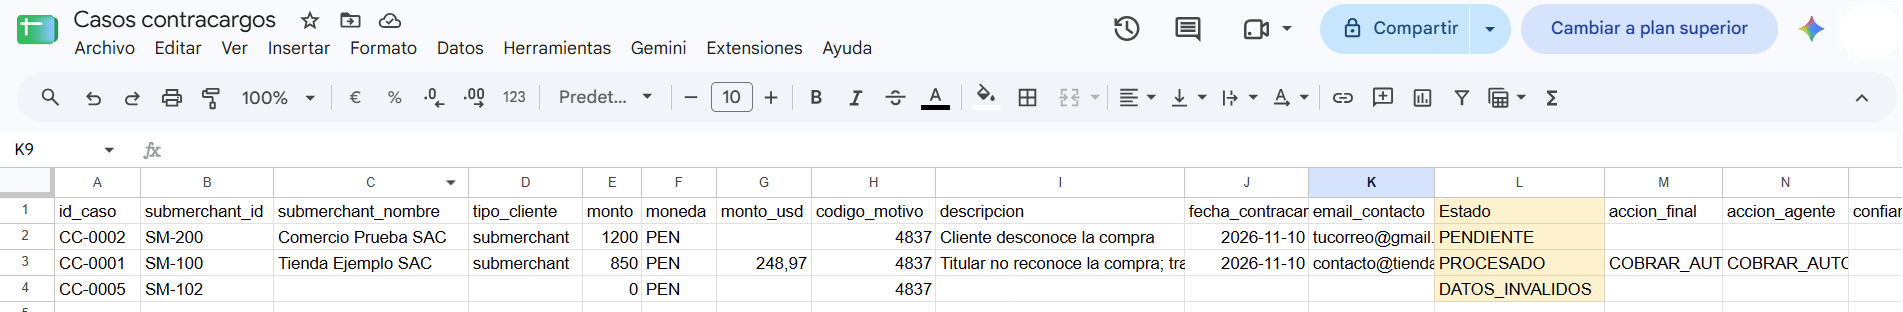 Casos contracargos
Archivo Editar Ver Insertar Formato Datos Herramientas Gemini Extensiones Ayuda
Compartir
Cambiar a plan superior
100% € % .0 .00 123 Predet... 10 B I S A Σ
K9 fx
A B C D E F G H I J K L M N
1 id_caso submerchant_id submerchant_nombre tipo_cliente monto moneda monto_usd codigo_motivo descripcion fecha_contracar email_contacto Estado accion_final accion_agente confiar
2 CC-0002 SM-200 Comercio Prueba SAC submerchant 1200 PEN 4837 Cliente desconoce la compra 2026-11-10 tucorreo@gmail. PENDIENTE
3 CC-0001 SM-100 Tienda Ejemplo SAC submerchant 850 PEN 248,97 4837 Titular no reconoce la compra; tra 2026-11-10 contacto@tienda PROCESADO COBRAR_AUT COBRAR_AUTO
4 CC-0005 SM-102 0 PEN 4837 DATOS_INVALIDOS